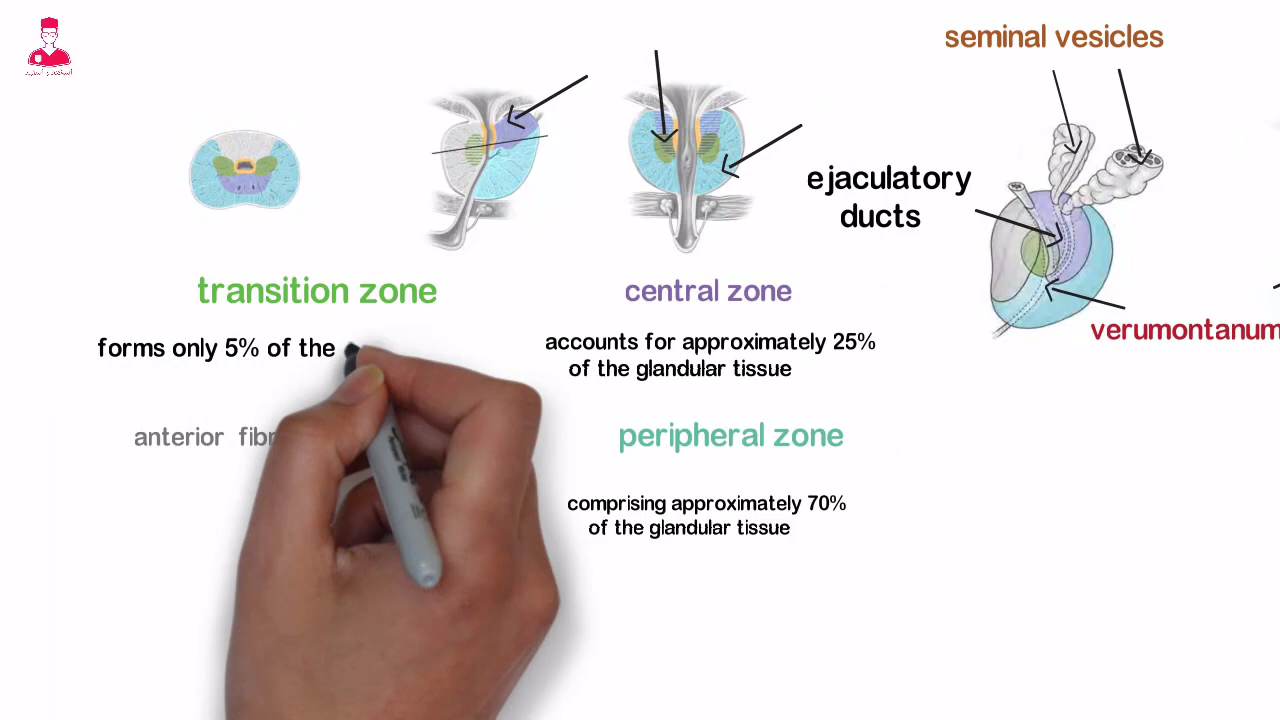 seminal vesicles
ejaculatory
ducts
transition zone
central zone
verumontanum
forms only 5% of the
accounts for approximately 25%
of the glandular tissue
anterior
peripheral zone
comprising approximately 70%
of the glandular tissue